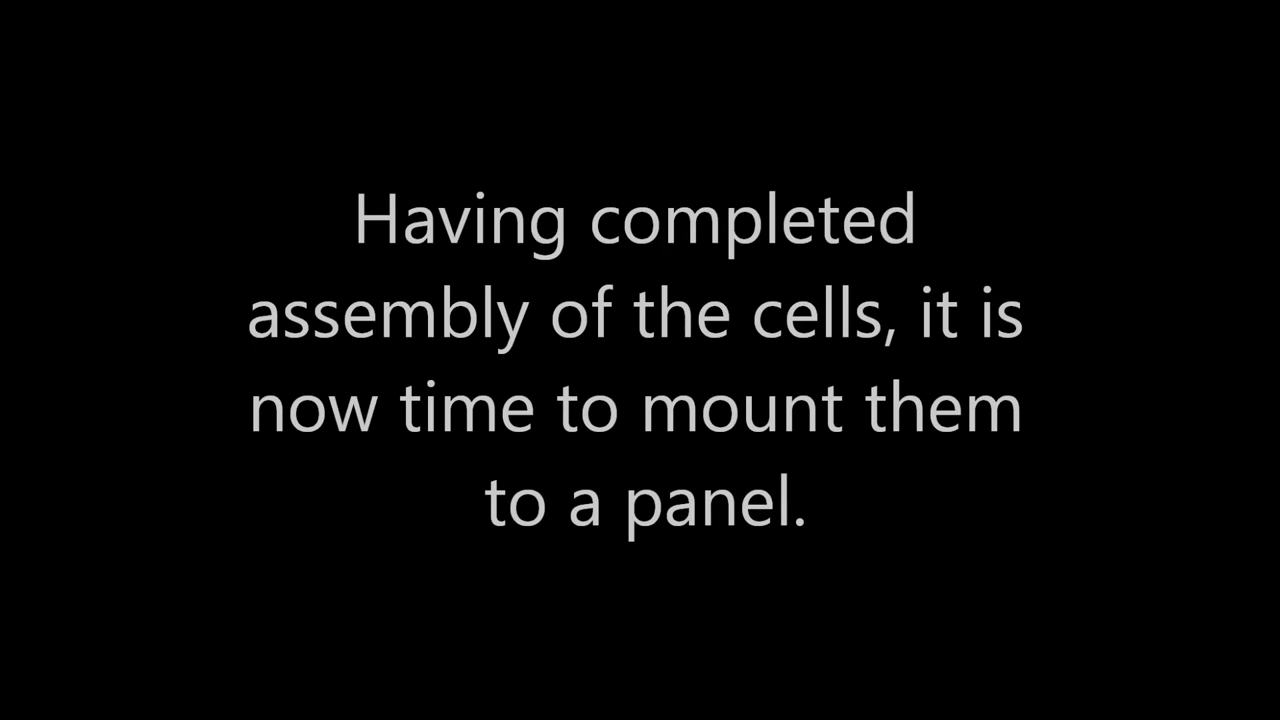 Having completed
assembly of the cells, it is
now time to mount them
to a panel.